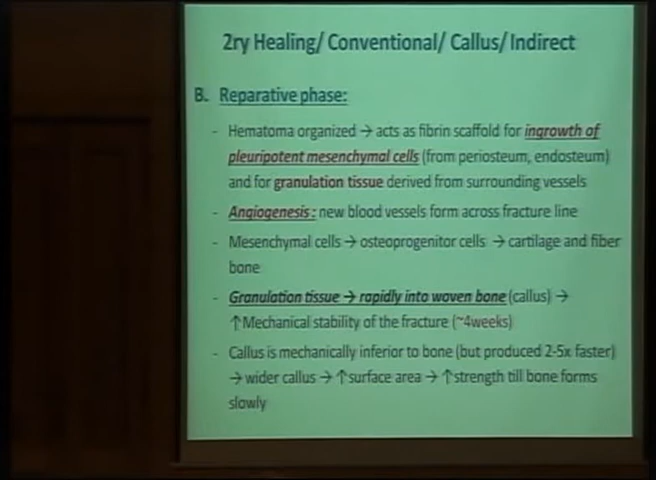 2ry Healing/ Conventional/ Callus/ Indirect
B. Reparative phase:
- Hematoma organized → acts as fibrin scaffold for ingrowth of
pleuripotent mesenchymal cells (from periosteum, endosteum)
and for granulation tissue derived from surrounding vessels
- Angiogenesis: new blood vessels form across fracture line
- Mesenchymal cells → osteoprogenitor cells → cartilage and fiber
bone
- Granulation tissue → rapidly into woven bone (callus) →
↑Mechanical stability of the fracture (~4weeks)
- Callus is mechanically inferior to bone (but produced 2-5x faster)
→ wider callus → ↑surface area → ↑strength till bone forms
slowly